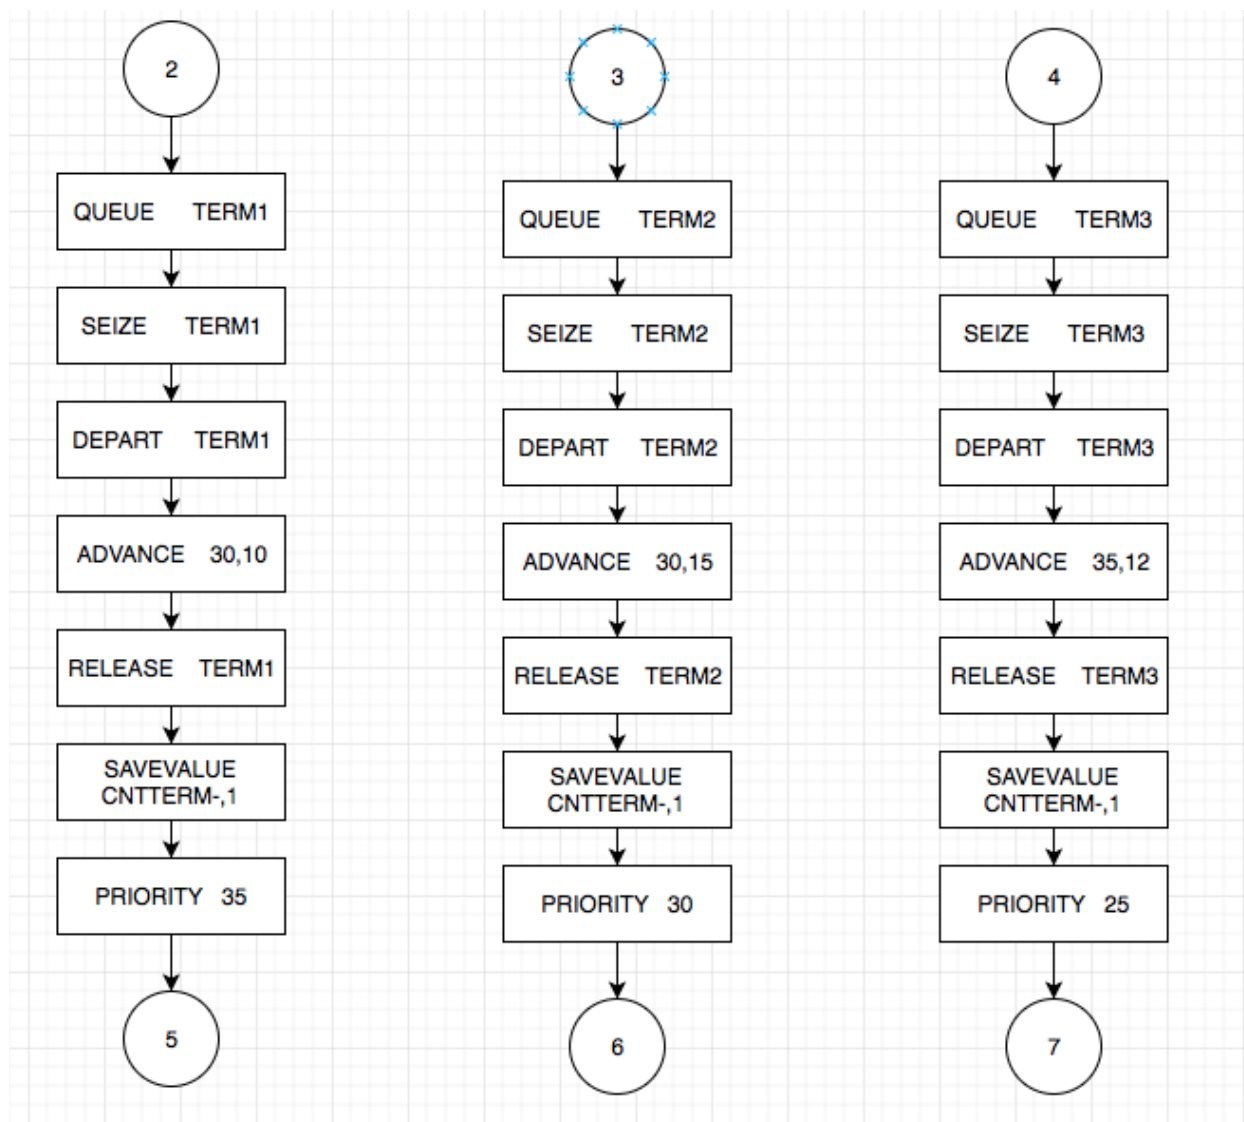 2
QUEUE TERM1
SEIZE TERM1
DEPART TERM1
ADVANCE 30,10
RELEASE TERM1
SAVEVALUE
CNTTERM-,1
PRIORITY 35
5
3
QUEUE TERM2
SEIZE TERM2
DEPART TERM2
ADVANCE 30,15
RELEASE TERM2
SAVEVALUE
CNTTERM-,1
PRIORITY 30
6
4
QUEUE TERM3
SEIZE TERM3
DEPART TERM3
ADVANCE 35,12
RELEASE TERM3
SAVEVALUE
CNTTERM-,1
PRIORITY 25
7